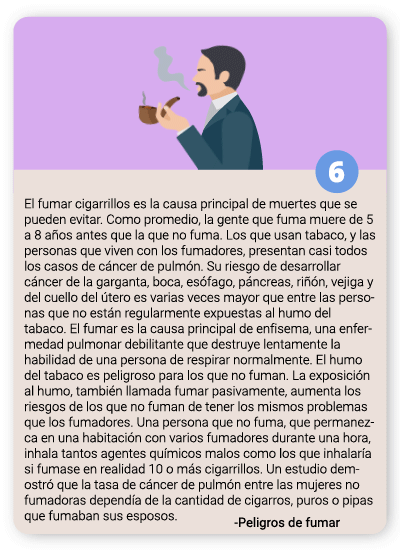 6
El fumar cigarrillos es la causa principal de muertes que se
pueden evitar. Como promedio, la gente que fuma muere de 5
a 8 años antes que la que no fuma. Los que usan tabaco, y las
personas que viven con los fumadores, presentan casi todos
los casos de cáncer de pulmón. Su riesgo de desarrollar
cáncer de la garganta, boca, esófago, páncreas, riñón, vejiga y
del cuello del útero es varias veces mayor que entre las perso-
nas que no están regularmente expuestas al humo del
tabaco. El fumar es la causa principal de enfisema, una enfer-
medad pulmonar debilitante que destruye lentamente la
habilidad de una persona de respirar normalmente. El humo
del tabaco es peligroso para los que no fuman. La exposición
al humo, también llamada fumar pasivamente, aumenta los
riesgos de los que no fuman de tener los mismos problemas
que los fumadores. Una persona que no fuma, que permanez-
ca en una habitación con varios fumadores durante una hora,
inhala tantos agentes químicos malos como los que inhalaría
si fumase en realidad 10 o más cigarrillos. Un estudio dem-
ostró que la tasa de cáncer de pulmón entre las mujeres no
fumadoras dependía de la cantidad de cigarros, puros o pipas
que fumaban sus esposos.
-Peligros de fumar